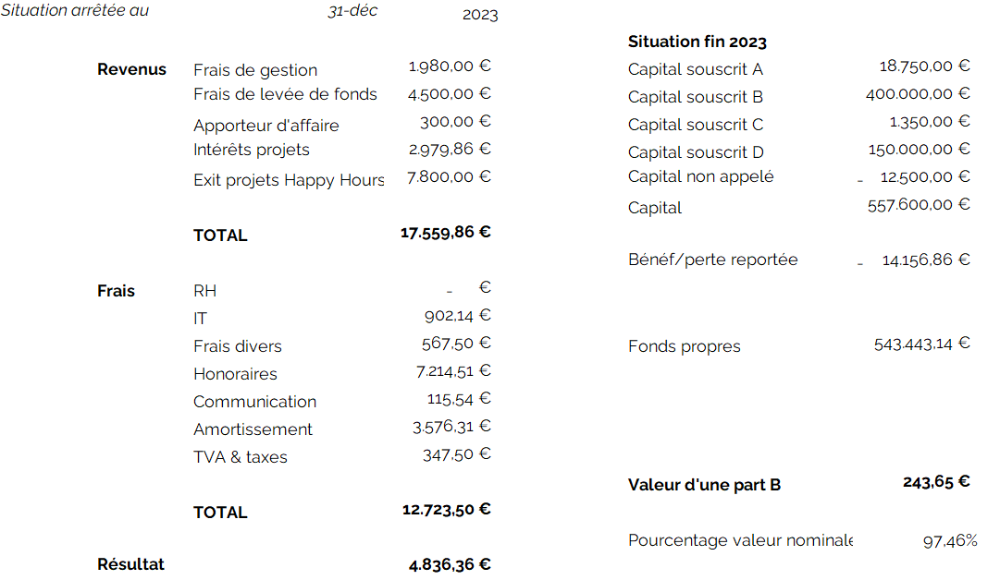 Situation arrêtée au 31-déc 2023
Revenus Frais de gestion 1.980,00 €
Frais de levée de fonds 4.500,00 €
Apporteur d'affaire 300,00 €
Intérêts projets 2.979,86 €
Exit projets Happy Hours 7.800,00 €
TOTAL 17.559,86 €
Frais RH - €
IT 902,14 €
Frais divers 567,50 €
Honoraires 7.214,51 €
Communication 115,54 €
Amortissement 3.576,31 €
TVA & taxes 347,50 €
TOTAL 12.723,50 €
Résultat 4.836,36 €
Situation fin 2023
Capital souscrit A 18.750,00 €
Capital souscrit B 400.000,00 €
Capital souscrit C 1.350,00 €
Capital souscrit D 150.000,00 €
Capital non appelé - 12.500,00 €
Capital 557.600,00 €
Bénéf/perte reportée - 14.156,86 €
Fonds propres 543.443,14 €
Valeur d'une part B 243,65 €
Pourcentage valeur nominale 97,46%